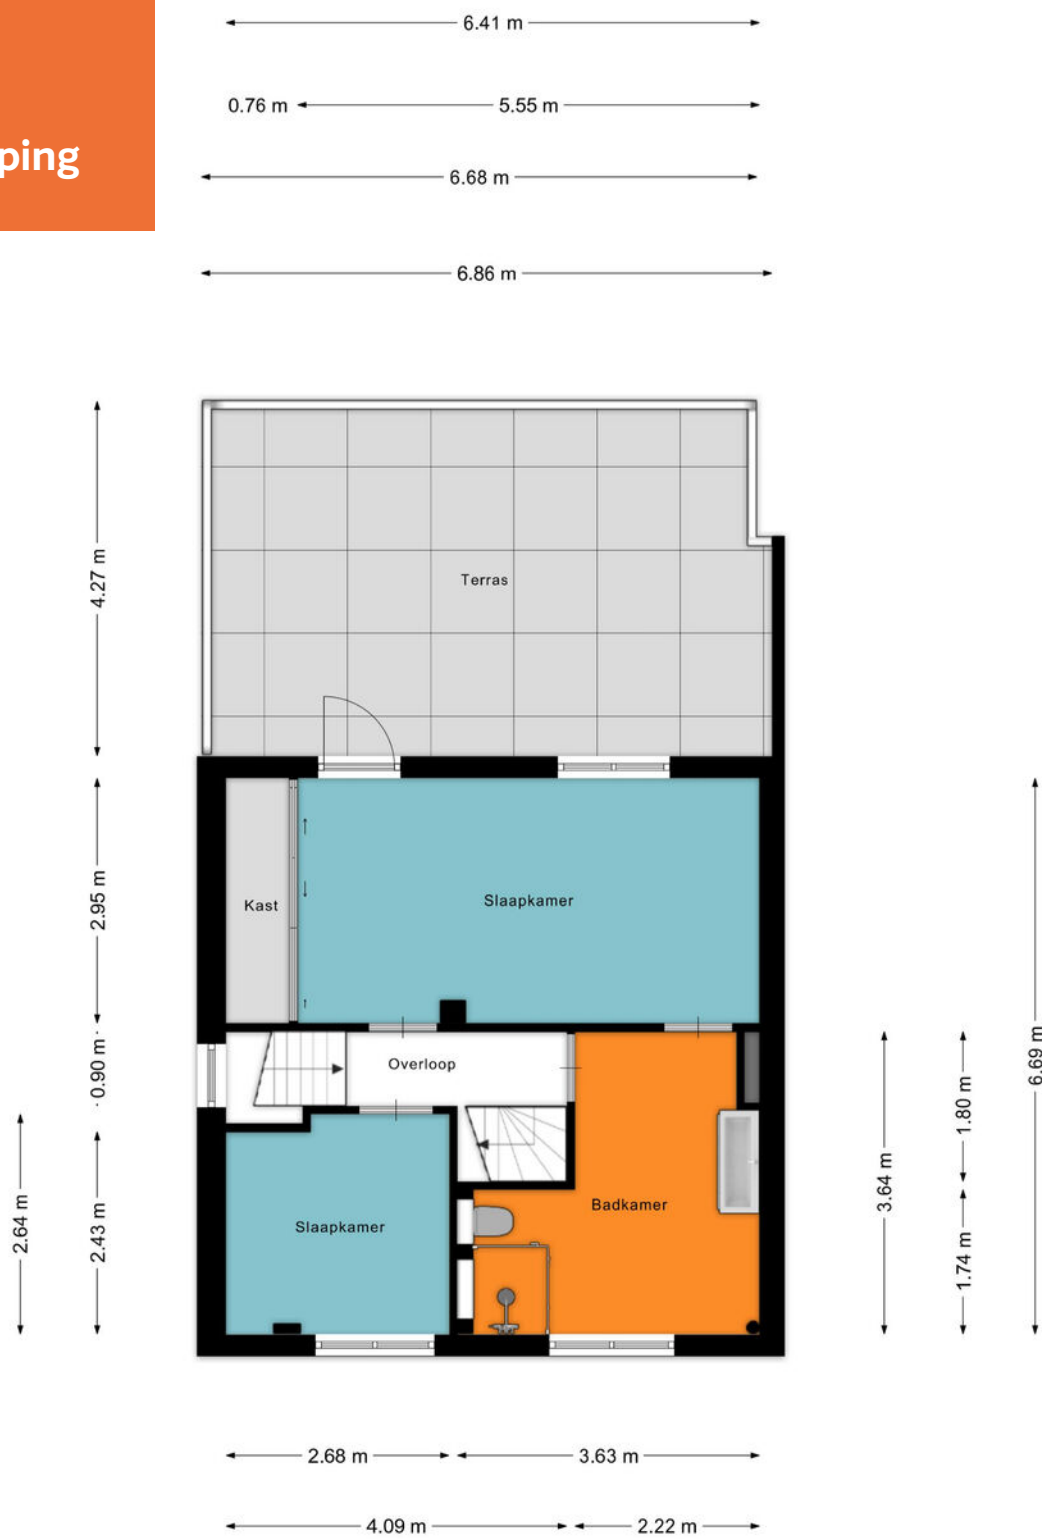 6.41 m
0.76 m
5.55 m
ping
6.68 m
6.86 m
4.27 m
Terras
2.95 m
Kast
Slaapkamer
0.90 m
Overloop
6.69 m
1.80 m
3.64 m
2.64 m
2.43 m
Slaapkamer
Badkamer
1.74 m
2.68 m
3.63 m
4.09 m
2.22 m